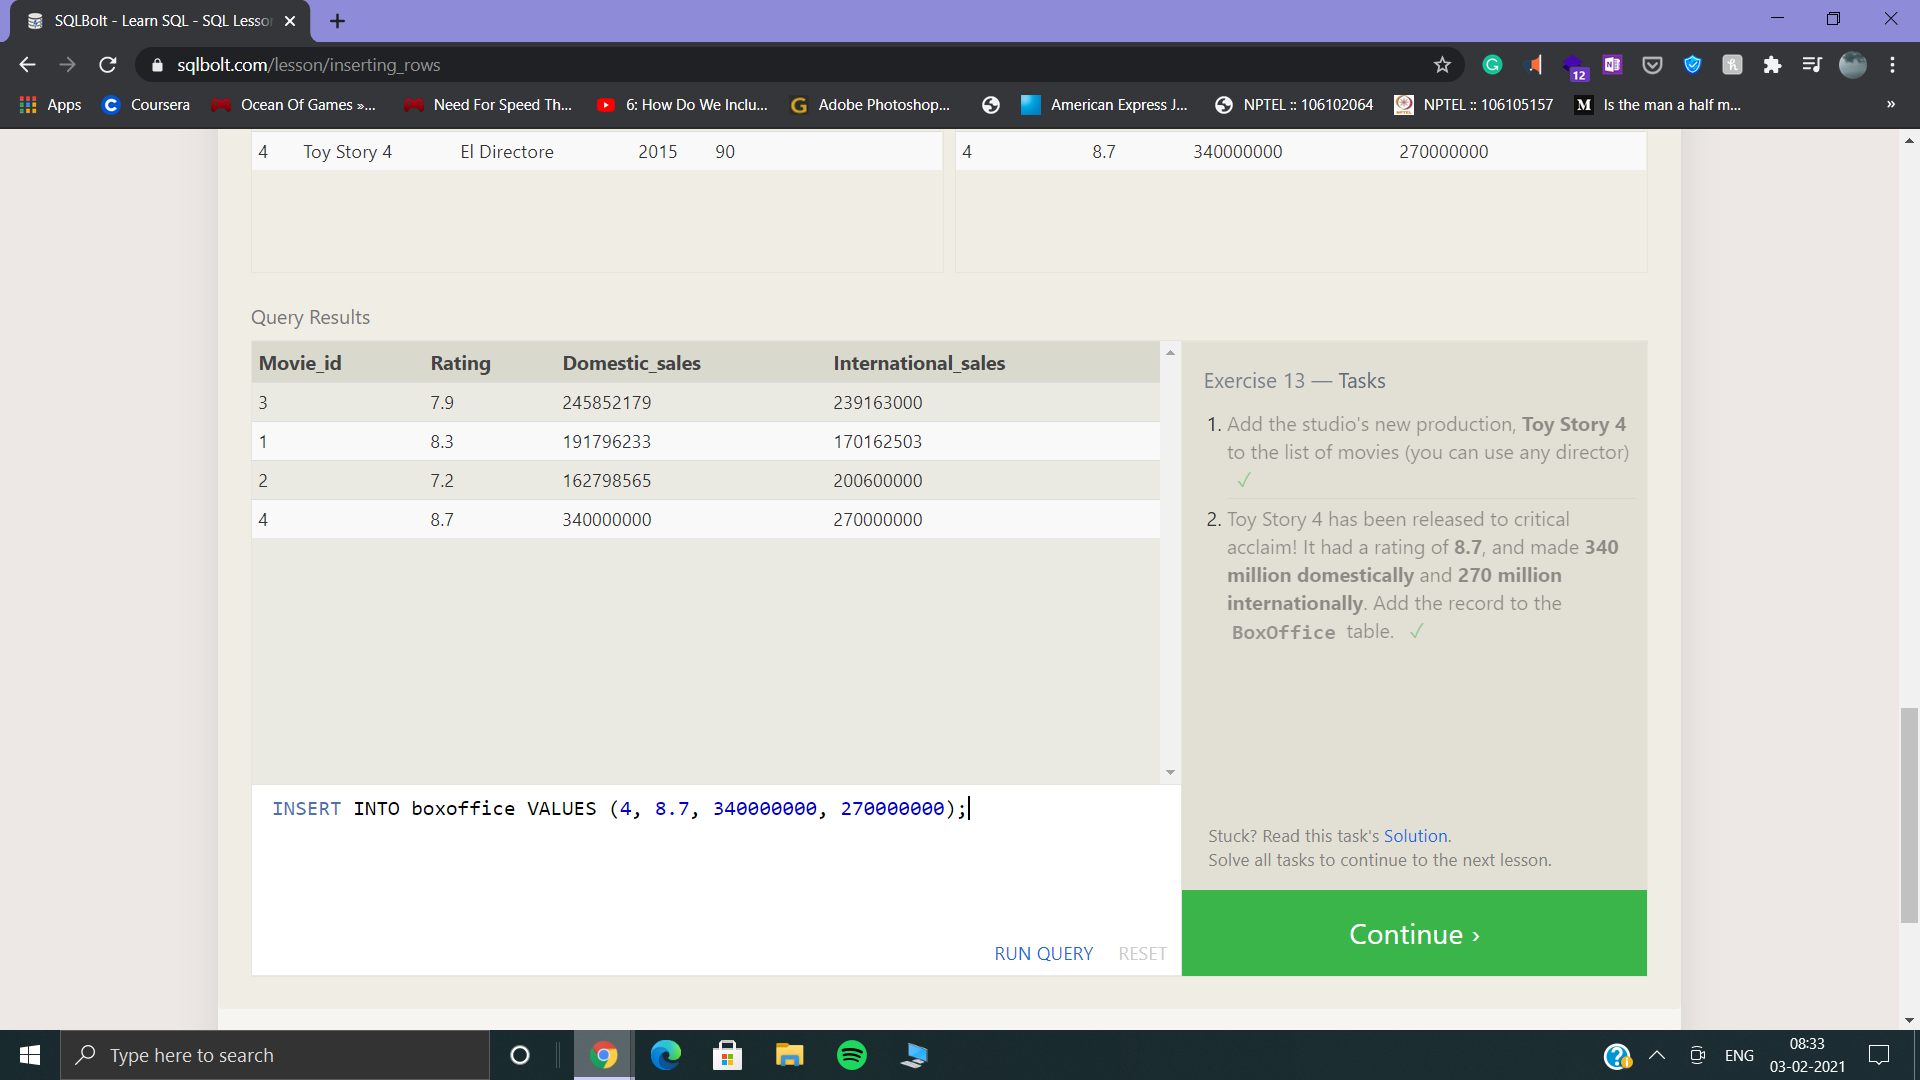 SQLBolt - Learn SQL - SQL Lesso
sqlbolt.com/lesson/inserting_rows
12
Apps Coursera Ocean Of Games »... Need For Speed Th... 6: How Do We Inclu... Adobe Photoshop... American Express J... NPTEL :: 106102064 NPTEL :: 106105157 M Is the man a half m... »
4 Toy Story 4 El Directore 2015 90 4 8.7 340000000 270000000
Query Results
Movie_id Rating Domestic_sales International_sales
3 7.9 245852179 239163000
1 8.3 191796233 170162503
2 7.2 162798565 200600000
4 8.7 340000000 270000000
Exercise 13 — Tasks
1. Add the studio's new production, Toy Story 4
to the list of movies (you can use any director)
✓
2. Toy Story 4 has been released to critical
acclaim! It had a rating of 8.7, and made 340
million domestically and 270 million
internationally. Add the record to the
BoxOffice table. ✓
INSERT INTO boxoffice VALUES (4, 8.7, 340000000, 270000000);
Stuck? Read this task's Solution.
Solve all tasks to continue to the next lesson.
RUN QUERY RESET
Continue ›
Type here to search
ENG
08:33
03-02-2021